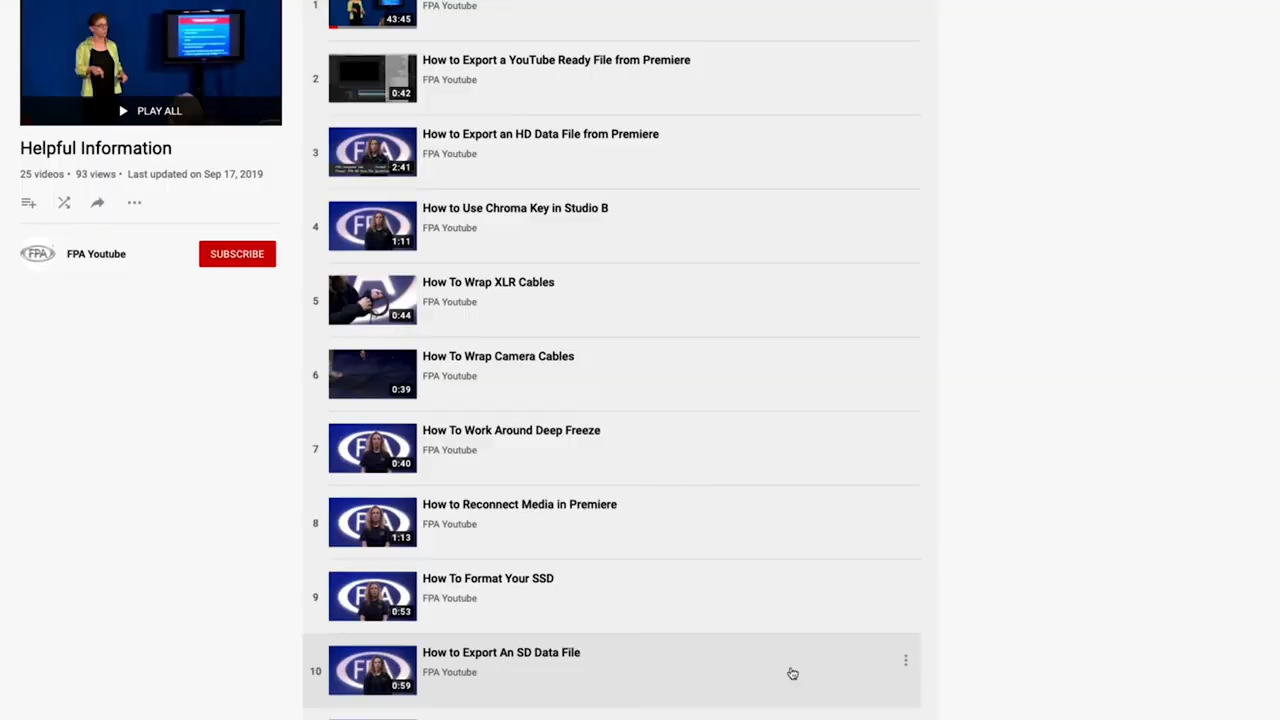 PLAY ALL
Helpful Information
25 videos • 93 views • Last updated on Sep 17, 2019
FPA
FPA Youtube
SUBSCRIBE
1
43:45
FPA Youtube
2
0:42
How to Export a YouTube Ready File from Premiere
FPA Youtube
3
2:41
How to Export an HD Data File from Premiere
FPA Youtube
4
FPA
1:11
How to Use Chroma Key in Studio B
FPA Youtube
5
0:44
How To Wrap XLR Cables
FPA Youtube
6
0:39
How To Wrap Camera Cables
FPA Youtube
7
0:40
How To Work Around Deep Freeze
FPA Youtube
8
1:13
How to Reconnect Media in Premiere
FPA Youtube
9
0:53
How To Format Your SSD
FPA Youtube
10
0:59
How to Export An SD Data File
FPA Youtube